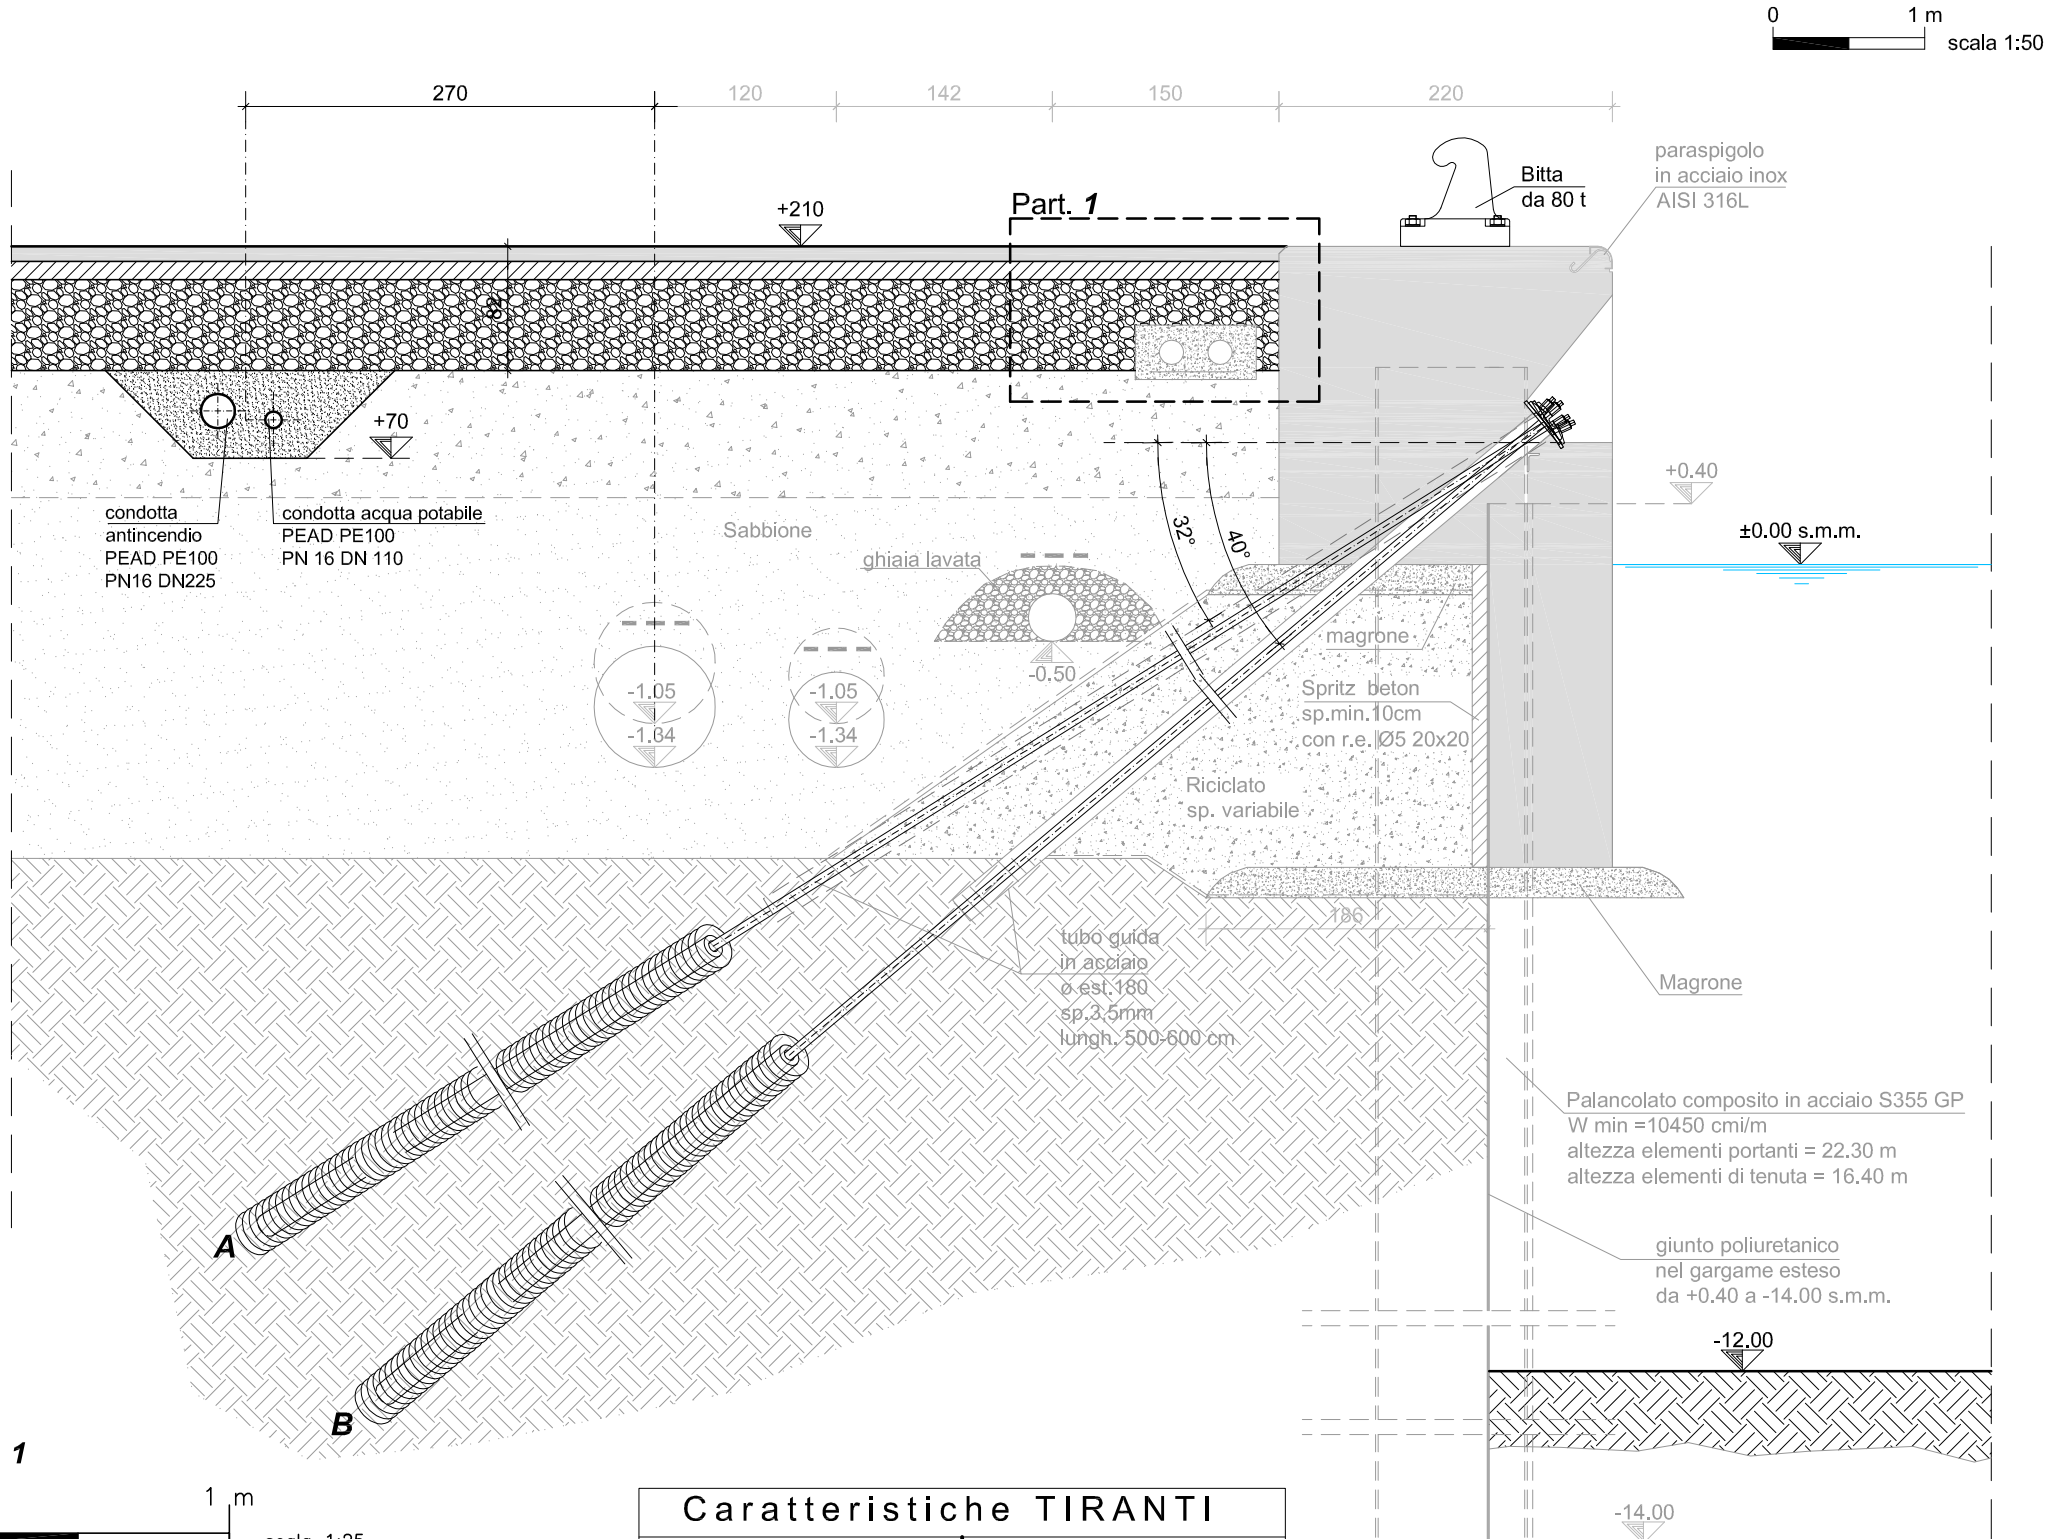 0 1 m
scala 1:50
270 120 142 150 220
paraspigolo
in acciaio inox
AISI 316L
Bitta
da 80 t
Part. 1
+210
82
+70
condotta
antincendio
PEAD PE100
PN16 DN225
condotta acqua potabile
PEAD PE100
PN 16 DN 110
Sabbione
ghiaia lavata
32°
40°
+0.40
±0.00 s.m.m.
magrone
-0.50
-1.05
-1.34
-1.05
-1.34
Spritz beton
sp.min.10cm
con r.e. Ø5 20x20
Riciclato
sp. variabile
186
tubo guida
in acciaio
ø est.180
sp.3,5mm
lungh. 500-600 cm
Magrone
Palancolato composito in acciaio S355 GP
W min =10450 cmi/m
altezza elementi portanti = 22.30 m
altezza elementi di tenuta = 16.40 m
giunto poliuretanico
nel gargame esteso
da +0.40 a -14.00 s.m.m.
A
B
-12.00
1
1 m
scala 1:25
Caratteristiche TIRANTI
-14.00